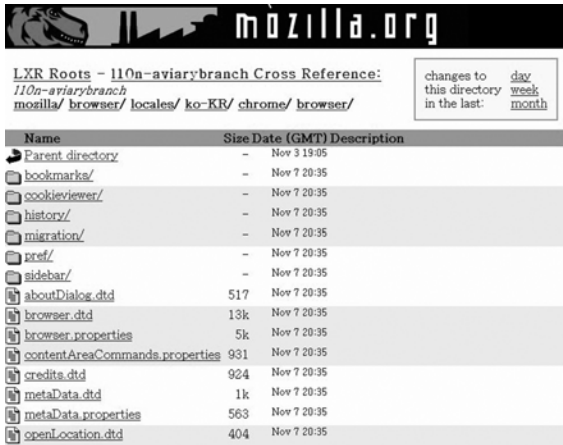 mozilla.org
LXR Roots - l10n-aviarybranch Cross Reference:
l10n-aviarybranch
mozilla/ browser/ locales/ ko-KR/ chrome/ browser/
changes to this directory in the last:
day
week
month
Name Size Date (GMT) Description
Parent directory - Nov 3 19:05
bookmarks/ - Nov 7 20:35
cookieviewer/ - Nov 7 20:35
history/ - Nov 7 20:35
migration/ - Nov 7 20:35
pref/ - Nov 7 20:35
sidebar/ - Nov 7 20:35
aboutDialog.dtd 517 Nov 7 20:35
browser.dtd 13k Nov 7 20:35
browser.properties 5k Nov 7 20:35
contentAreaCommands.properties 931 Nov 7 20:35
credits.dtd 924 Nov 7 20:35
metaData.dtd 1k Nov 7 20:35
metaData.properties 563 Nov 7 20:35
openLocation.dtd 404 Nov 7 20:35